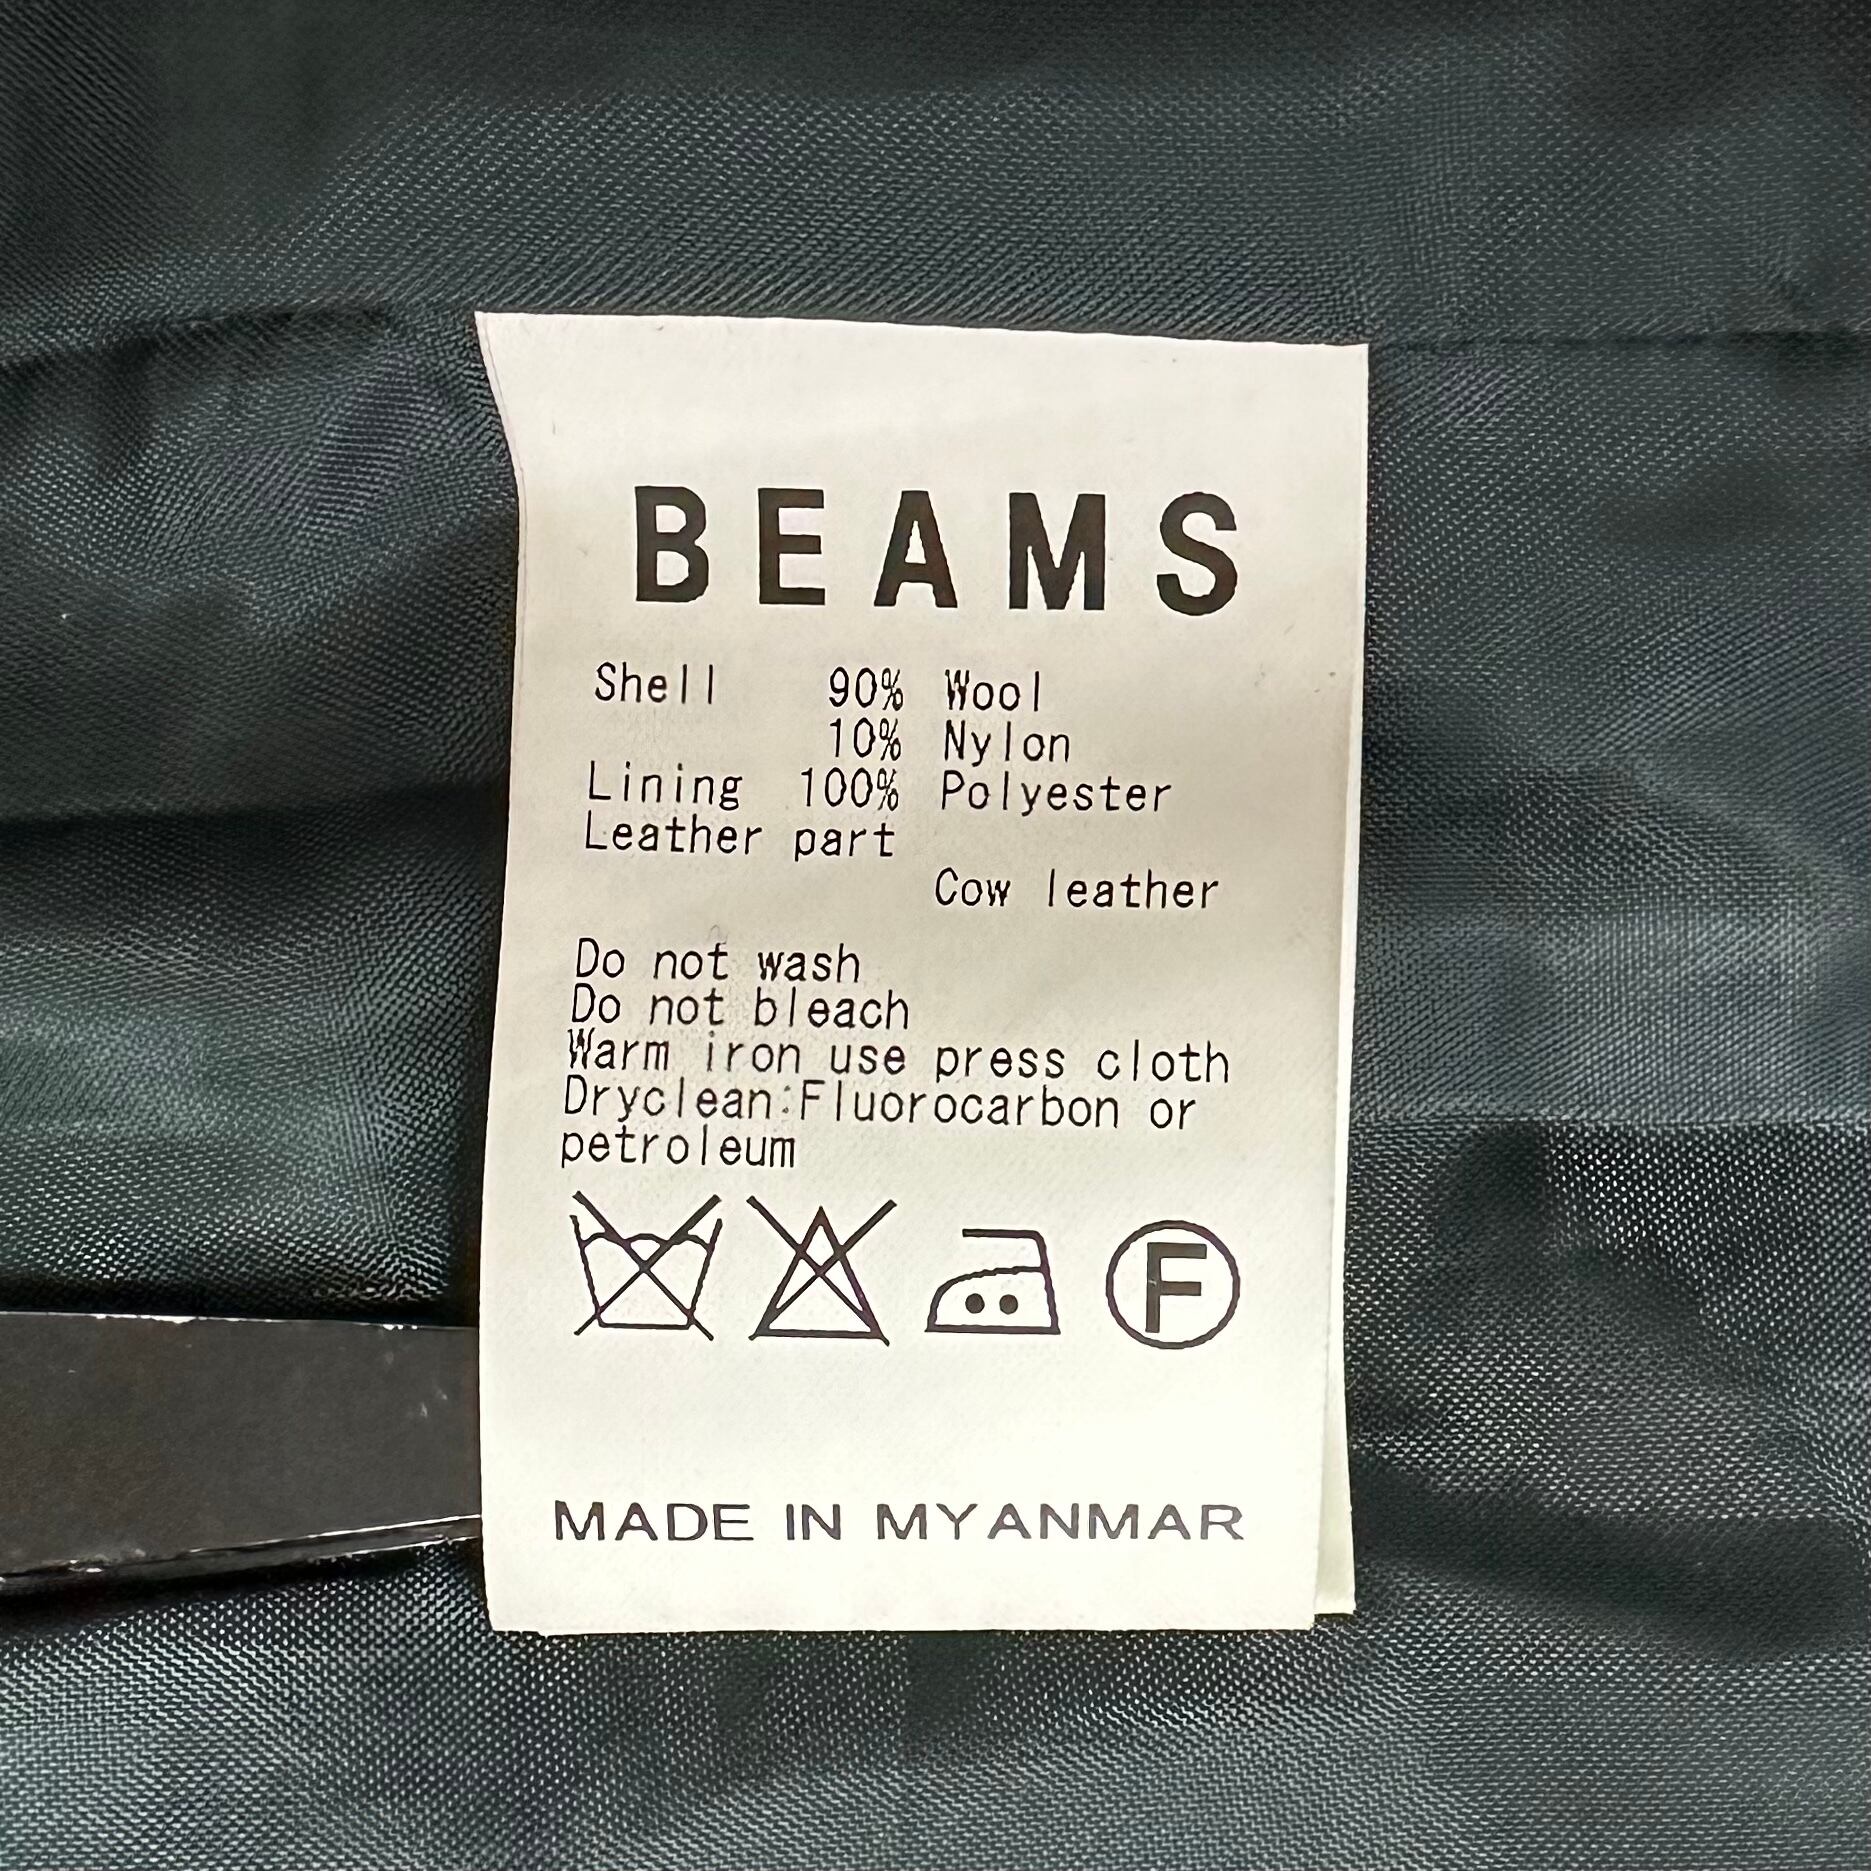 BEAMS
Shell 90% Wool
10% Nylon
Lining 100% Polyester
Leather part
Cow leather
Do not wash
Do not bleach
Warm iron use press cloth
Dryclean:Fluorocarbon or
petroleum
F
MADE IN MYANMAR